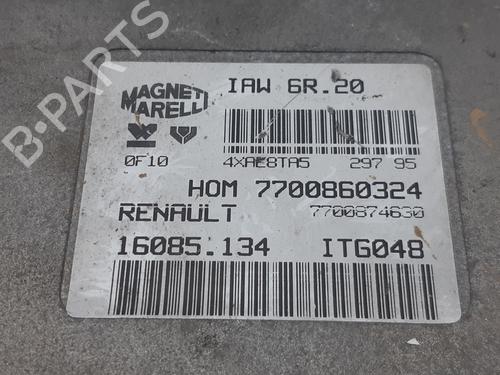 B-PARTS
MAGNETI MARELLI
IAW 6R.20
0F10
4XAE8TA5 297 95
HOM 7700860324
RENAULT 7700874630
16085.134 ITG048